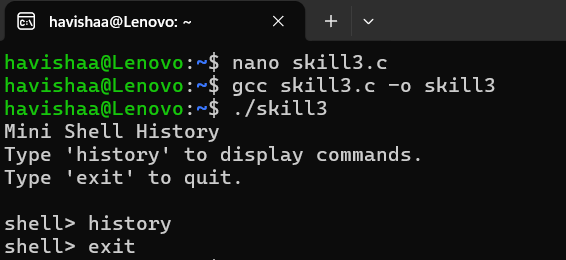 havishaa@Lenovo: ~
havishaa@Lenovo:~$ nano skill3.c
havishaa@Lenovo:~$ gcc skill3.c -o skill3
havishaa@Lenovo:~$ ./skill3
Mini Shell History
Type 'history' to display commands.
Type 'exit' to quit.
shell> history
shell> exit